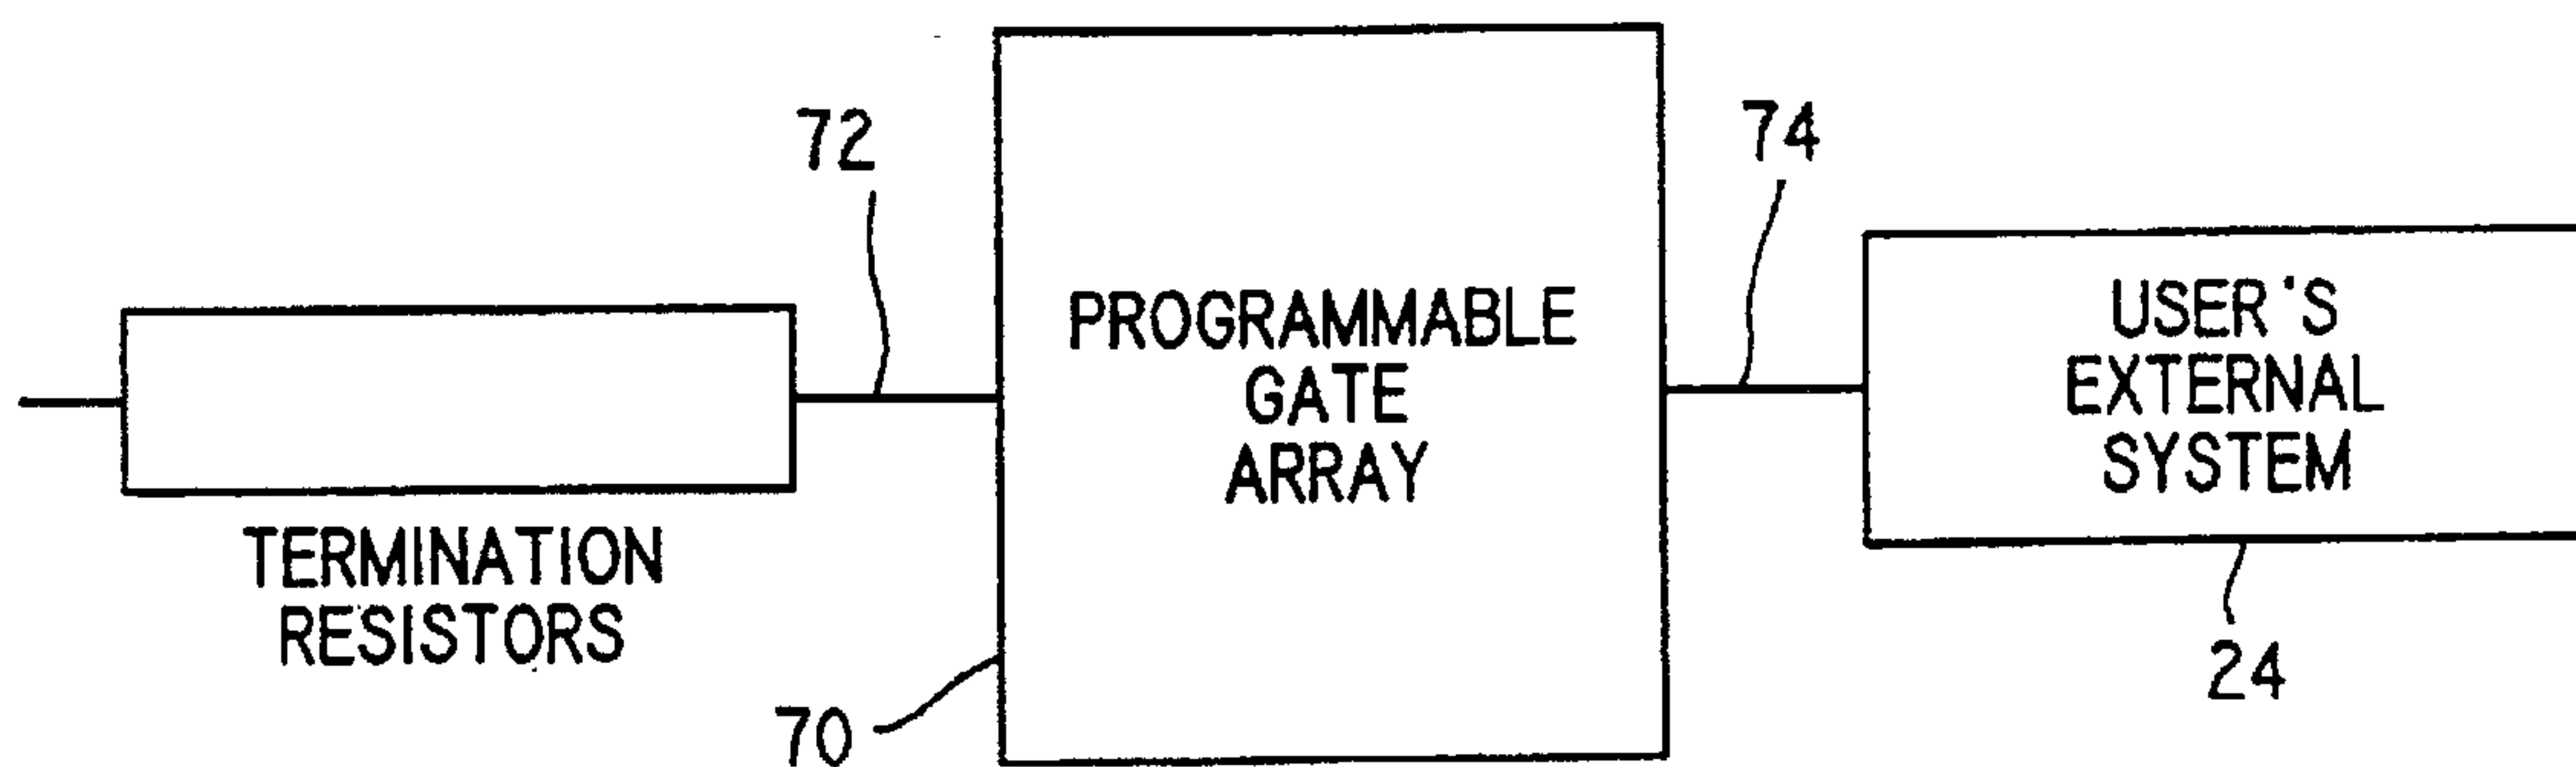 72
74
PROGRAMMABLE
GATE
ARRAY
USER'S
EXTERNAL
SYSTEM
TERMINATION
RESISTORS
70
24